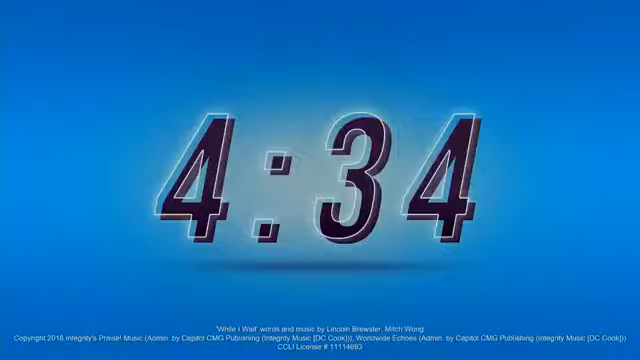 4:34
"While I Wait" words and music by Lincoln Brewster, Mitch Wong
Copyright 2018 Integrity's Praise! Music (Admin. by Capitol CMG Publishing (Integrity Music [DC Cook])), Worldwide Echoes (Admin. by Capitol CMG Publishing (Integrity Music [DC Cook]))
CCLI License # 11114693